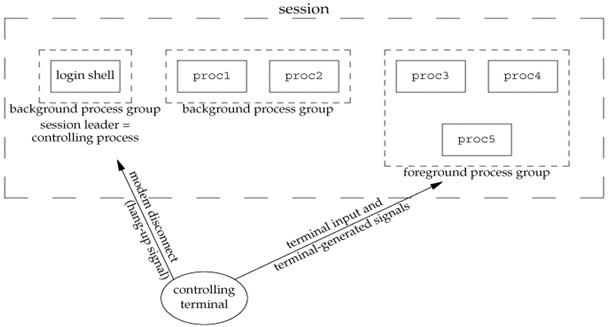 session
login shell
proc1
proc2
proc3
proc4
proc5
background process group
session leader =
controlling process
background process group
foreground process group
modem disconnect
(hang-up signal)
terminal input and
terminal-generated signals
controlling
terminal